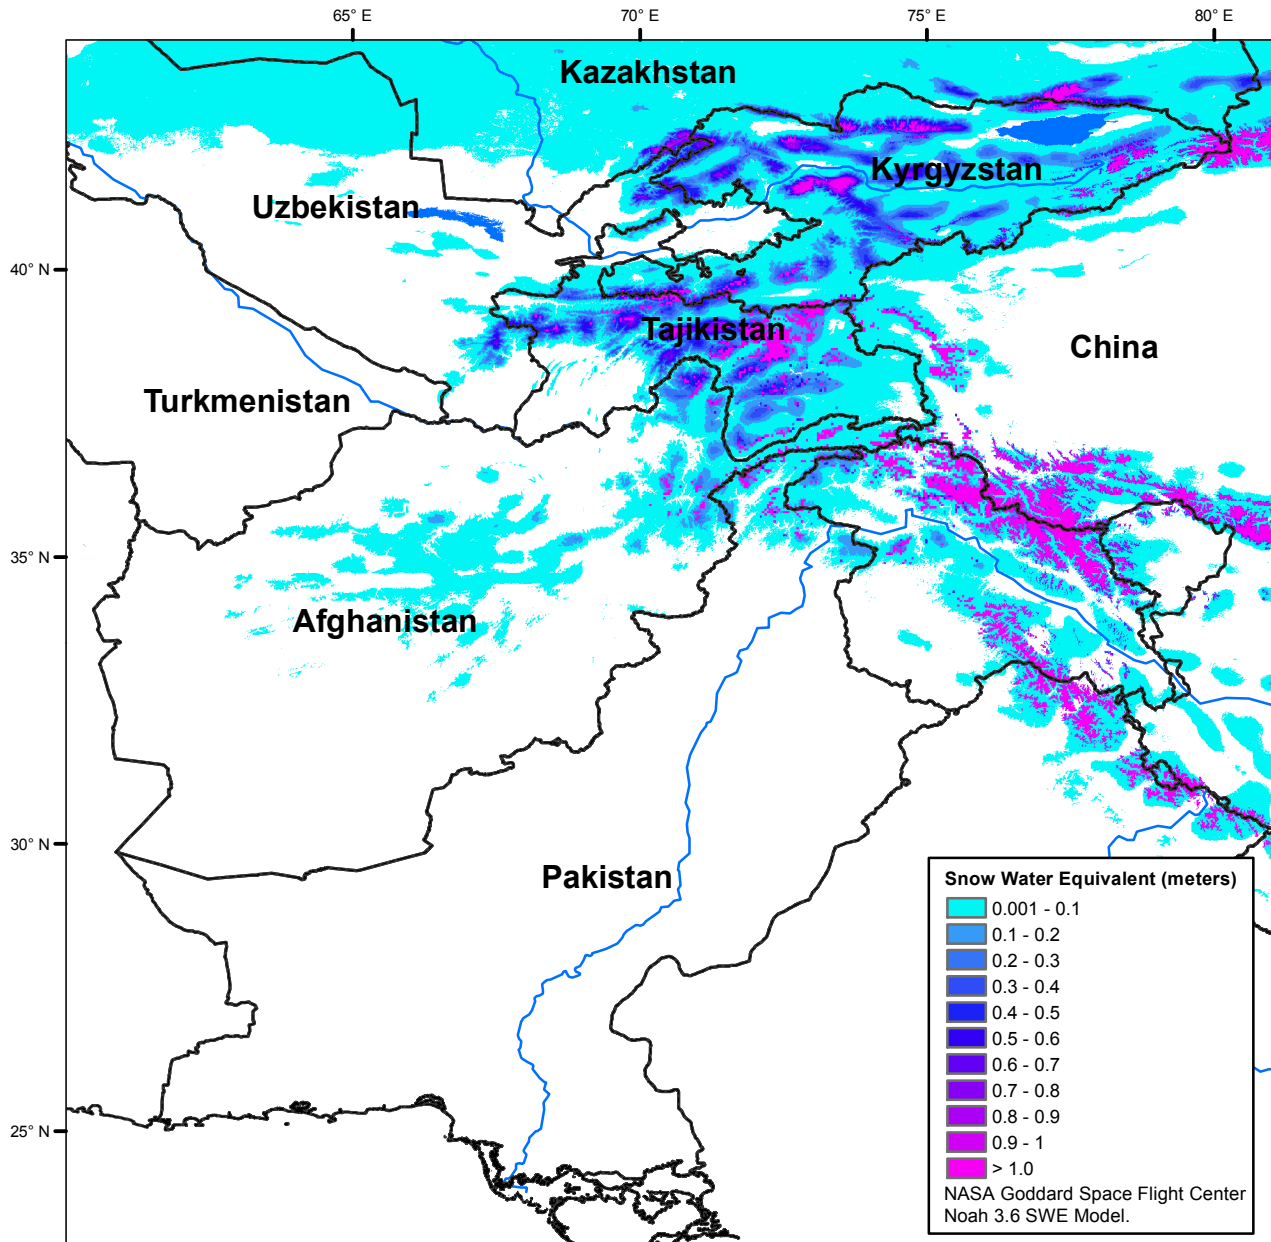 65° E
70° E
75° E
80° E
Kazakhstan
Kyrgyzstan
Uzbekistan
40° N
Tajikistan
China
Turkmenistan
35° N
Afghanistan
30° N
Pakistan
25° N
Snow Water Equivalent (meters)
0.001 - 0.1
0.1 - 0.2
0.2 - 0.3
0.3 - 0.4
0.4 - 0.5
0.5 - 0.6
0.6 - 0.7
0.7 - 0.8
0.8 - 0.9
0.9 - 1
> 1.0
NASA Goddard Space Flight Center
Noah 3.6 SWE Model.